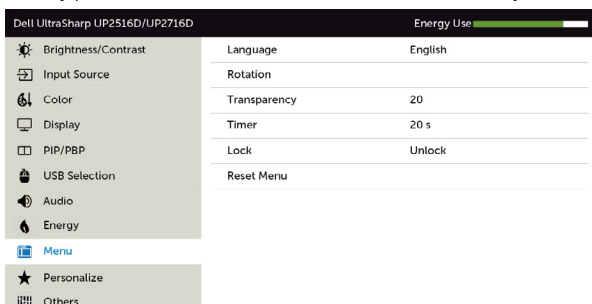 Dell UltraSharp UP2516D/UP2716D Energy Use
Brightness/Contrast Language English
Input Source Rotation
Color Transparency 20
Display Timer 20 s
PIP/PBP Lock Unlock
USB Selection Reset Menu
Audio
Energy
Menu
Personalize
Others